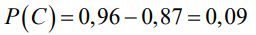 P(C) = 0,96 – 0,87 = 0,09